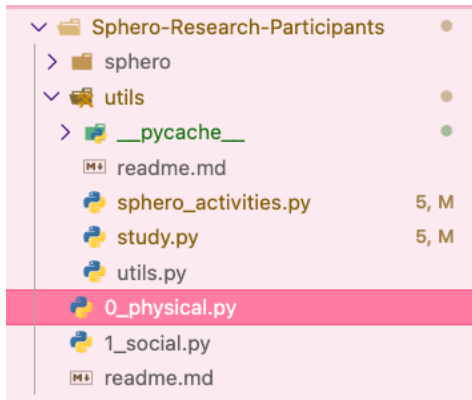 Sphero-Research-Participants
sphero
utils
__pycache__
M↓ readme.md
sphero_activities.py 5, M
study.py 5, M
utils.py
0_physical.py
1_social.py
M↓ readme.md